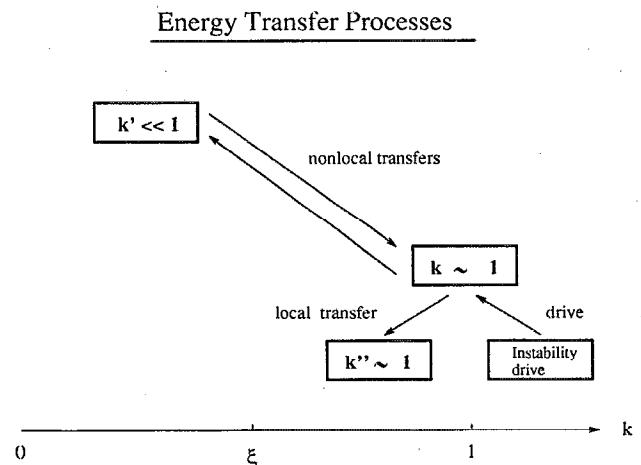 Energy Transfer Processes
k' << 1
nonlocal transfers
k ~ 1
local transfer
drive
k'' ~ 1
Instability
drive
k
0
ξ
1